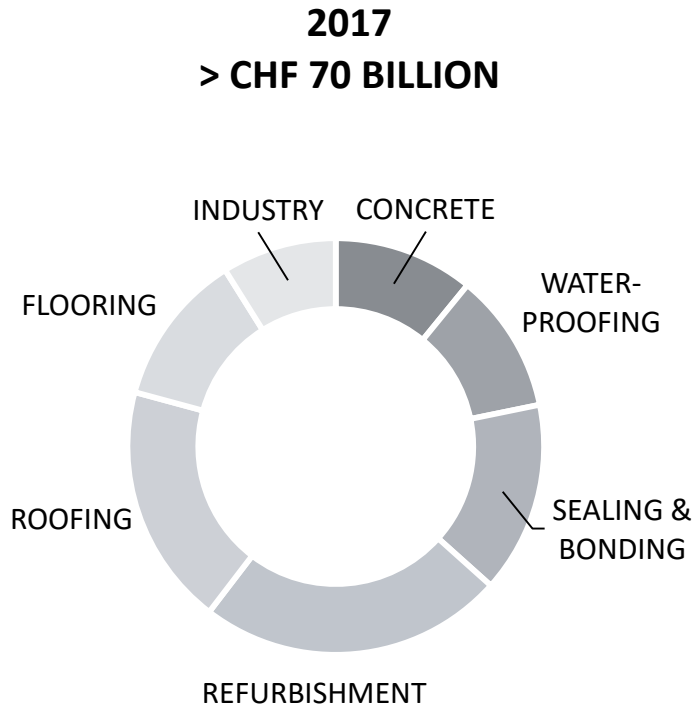 2017
> CHF 70 BILLION
INDUSTRY
CONCRETE
WATER-
PROOFING
SEALING &
BONDING
REFURBISHMENT
ROOFING
FLOORING